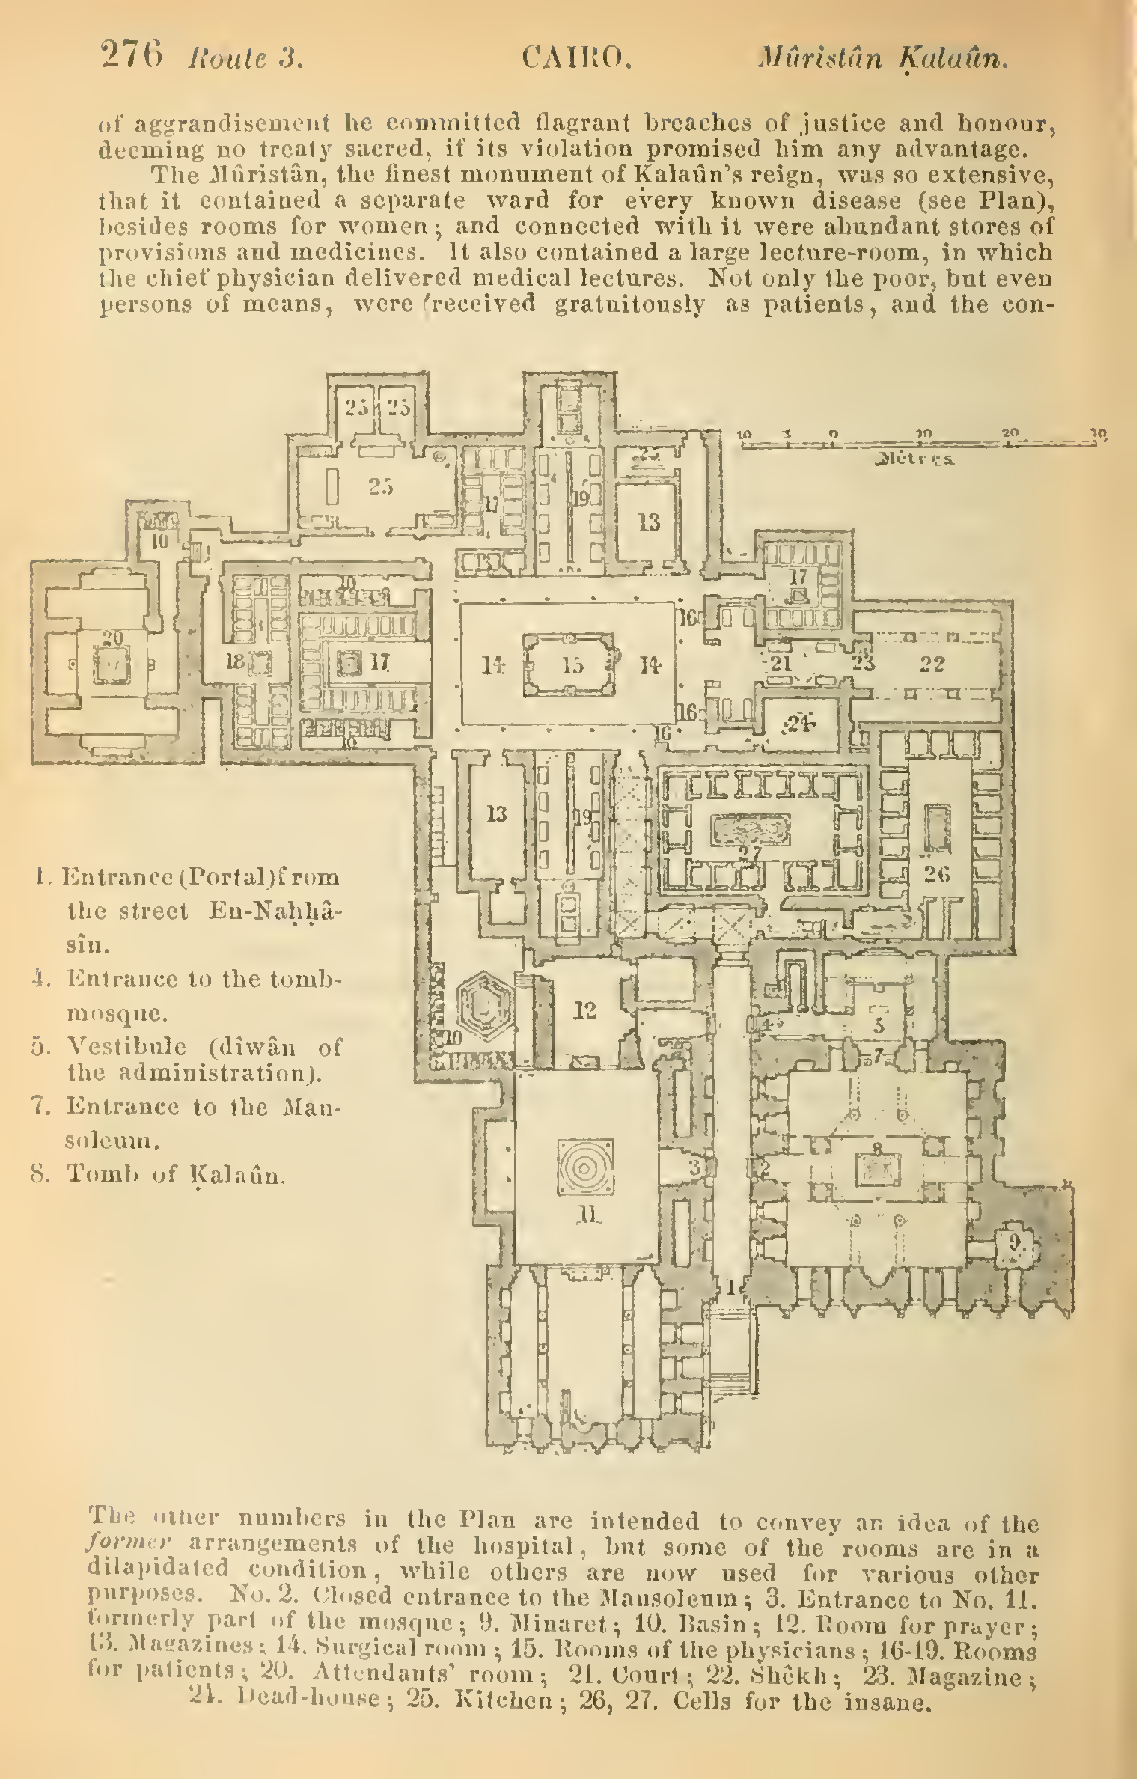 276 Route 3. CAIRO. Mûristân Ḳalaûn.
of aggrandisement he committed flagrant breaches of justice and honour,
deeming no treaty sacred, if its violation promised him any advantage.
The Mûristân, the finest monument of Kalaûn's reign, was so extensive,
that it contained a separate ward for every known disease (see Plan),
besides rooms for women; and connected with it were abundant stores of
provisions and medicines. It also contained a large lecture-room, in which
the chief physician delivered medical lectures. Not only the poor, but even
persons of means, were received gratuitously as patients, and the con-
25 25
10 5 0 10 20 30
Mètres
25 17 19 22 13
10 13 17
10 16
20 18 17 14 15 14 21 23 22
16 24
10 16
13 19 27 26
1. Entrance (Portal) from
the street En-Naḥḥâ-
sîn.
4. Entrance to the tomb-
mosque.
5. Vestibule (dîwân of
the administration).
7. Entrance to the Mau-
soleum.
8. Tomb of Ḳalaûn.
12 10 4 5
7
3 2 8
11 9
1
The other numbers in the Plan are intended to convey an idea of the
former arrangements of the hospital, but some of the rooms are in a
dilapidated condition, while others are now used for various other
purposes. No. 2. Closed entrance to the Mausoleum; 3. Entrance to No. 11.
formerly part of the mosque; 9. Minaret; 10. Basin; 12. Room for prayer;
13. Magazines; 14. Surgical room; 15. Rooms of the physicians; 16-19. Rooms
for patients; 20. Attendants' room; 21. Court; 22. Shêkh; 23. Magazine;
24. Dead-house; 25. Kitchen; 26, 27. Cells for the insane.